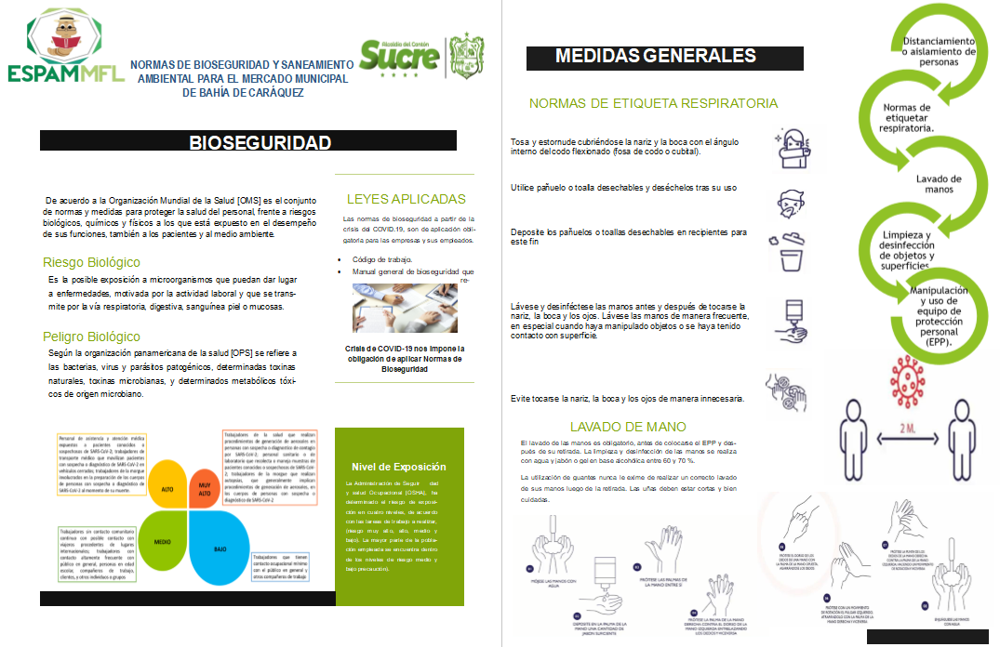 ESPAMMFL
NORMAS DE BIOSEGURIDAD Y SANEAMIENTO
AMBIENTAL PARA EL MERCADO MUNICIPAL
DE BAHÍA DE CARÁQUEZ
Alcaldía del Cantón
Sucre
BIOSEGURIDAD
De acuerdo a la Organización Mundial de la Salud [OMS] es el conjunto
de normas y medidas para proteger la salud del personal, frente a riesgos
biológicos, químicos y físicos a los que está expuesto en el desempeño
de sus funciones, también a los pacientes y al medio ambiente.
Riesgo Biológico
Es la posible exposición a microorganismos que puedan dar lugar
a enfermedades, motivada por la actividad laboral y que se trans-
mite por la vía respiratoria, digestiva, sanguínea piel o mucosas.
Peligro Biológico
Según la organización panamericana de la salud [OPS] se refiere a
las bacterias, virus y parásitos patogénicos, determinadas toxinas
naturales, toxinas microbianas, y determinados metabólicos tóxi-
cos de origen microbiano.
LEYES APLICADAS
Las normas de bioseguridad a partir de la
crisis del COVID.19, son de aplicación obli-
gatoria para las empresas y sus empleados.
• Código de trabajo.
• Manual general de bioseguridad que
re-
Crisis de COVID-19 nos impone la
obligación de aplicar Normas de
Bioseguridad
Personal de asistencia y atención médica
expuestos a pacientes conocidos o
sospechosos de SARS-CoV-2; trabajadores de
transporte médico que movilizan pacientes
con sospecha o diagnóstico de SARS-CoV-2 en
vehículos cerrados; trabajadores de la morgue
involucrados en la preparación de los cuerpos
de personas con sospecha o diagnóstico de
SARS-CoV-2 al momento de su muerte.
Trabajadores de la salud que realizan
procedimientos de generación de aerosoles en
personas con sospecha o diagnóstico de contagio
por SARS-CoV-2; personal sanitario o de
laboratorio que recolecta o maneja muestras de
pacientes conocidos o sospechosos de SARS-CoV-
2; trabajadores de la morgue que realizan
autopsias, que generalmente implican
procedimientos de generación de aerosoles, en
los cuerpos de personas con sospecha o
diagnóstico de SARS-CoV-2
ALTO
MUY
ALTO
MEDIO
BAJO
Trabajadores sin contacto comunitario
continuo con posible contacto con
viajeros procedentes de lugares
internacionales; trabajadores con
contacto altamente frecuente con
público en general, personas en edad
escolar, compañeros de trabajo,
clientes, y otros individuos a grupos
Trabajadores que tienen
contacto ocupacional mínimo
con el público en general y
otros compañeros de trabajo
Nivel de Exposición
La Administración de Seguir dad
y salud Ocupacional [OSHA], ha
determinado el riesgo de exposi-
ción en cuatro niveles, de acuerdo
con las tareas de trabajo a realizar,
(riesgo muy alto, alto, medio y
bajo). La mayor parte de la pobla-
ción empleada se encuentra dentro
de los niveles de riesgo medio y
bajo precaución).
MEDIDAS GENERALES
NORMAS DE ETIQUETA RESPIRATORIA
Tosa y estornude cubriéndose la nariz y la boca con el ángulo
interno del codo flexionado (fosa de codo o cubital).
Utilice pañuelo o toalla desechables y deséchelos tras su uso
Deposite los pañuelos o toallas desechables en recipientes para
este fin
Lávese y desinféctese las manos antes y después de tocarse la
nariz, la boca y los ojos. Lávese las manos de manera frecuente,
en especial cuando haya manipulado objetos o se haya tenido
contacto con superficie.
Evite tocarse la nariz, la boca y los ojos de manera innecesaria.
LAVADO DE MANO
El lavado de las manos es obligatorio, antes de colocarse el EPP y des-
pués de su retirada. La limpieza y desinfección de las manos se realiza
con agua y jabón o gel en base alcohólica entre 60 y 70 %.
La utilización de guantes nunca le exime de realizar un correcto lavado
de sus manos luego de la retirada. Las uñas deben estar cortas y bien
cuidadas.
Distanciamiento
o aislamiento de
personas
Normas de
etiquetar
respiratoria.
Lavado de
manos
Limpieza y
desinfección
de objetos y
superficies
Manipulación
y uso de
equipo de
protección
personal
(EPP).
2 M.
MÓJESE LAS MANOS CON
AGUA
DEPOSITE EN LA PALMA DE LA
MANO UNA CANTIDAD DE
JABÓN SUFICIENTE
FRÓTESE LAS PALMAS DE
LA MANO ENTRE SÍ
FRÓTESE LA PALMA DE LA MANO
DERECHA CONTRA EL DORSO DE LA
MANO IZQUIERDA ENTRELAZANDO
LOS DEDOS Y VICEVERSA
FRÓTESE EL DORSO DE LOS
DEDOS DE UNA MANO CON
LA PALMA DE LA MANO OPUESTA,
AGARRANDOS LOS DEDOS
FRÓTESE CON UN MOVIMIENTO
DE ROTACIÓN EL PULGAR IZQUIERDO,
ATRAPÁNDOLO CON LA PALMA DE LA
MANO DERECHA Y VICEVERSA
FRÓTESE LA PUNTA DE LOS
DEDOS DE LA MANO DERECHA
CONTRA LA PALMA DE LA MANO
IZQUIERDA, HACIENDO UN MOVIMIENTO
DE ROTACIÓN Y VICEVERSA
ENJUÁGUESE LAS MANOS
CON AGUA